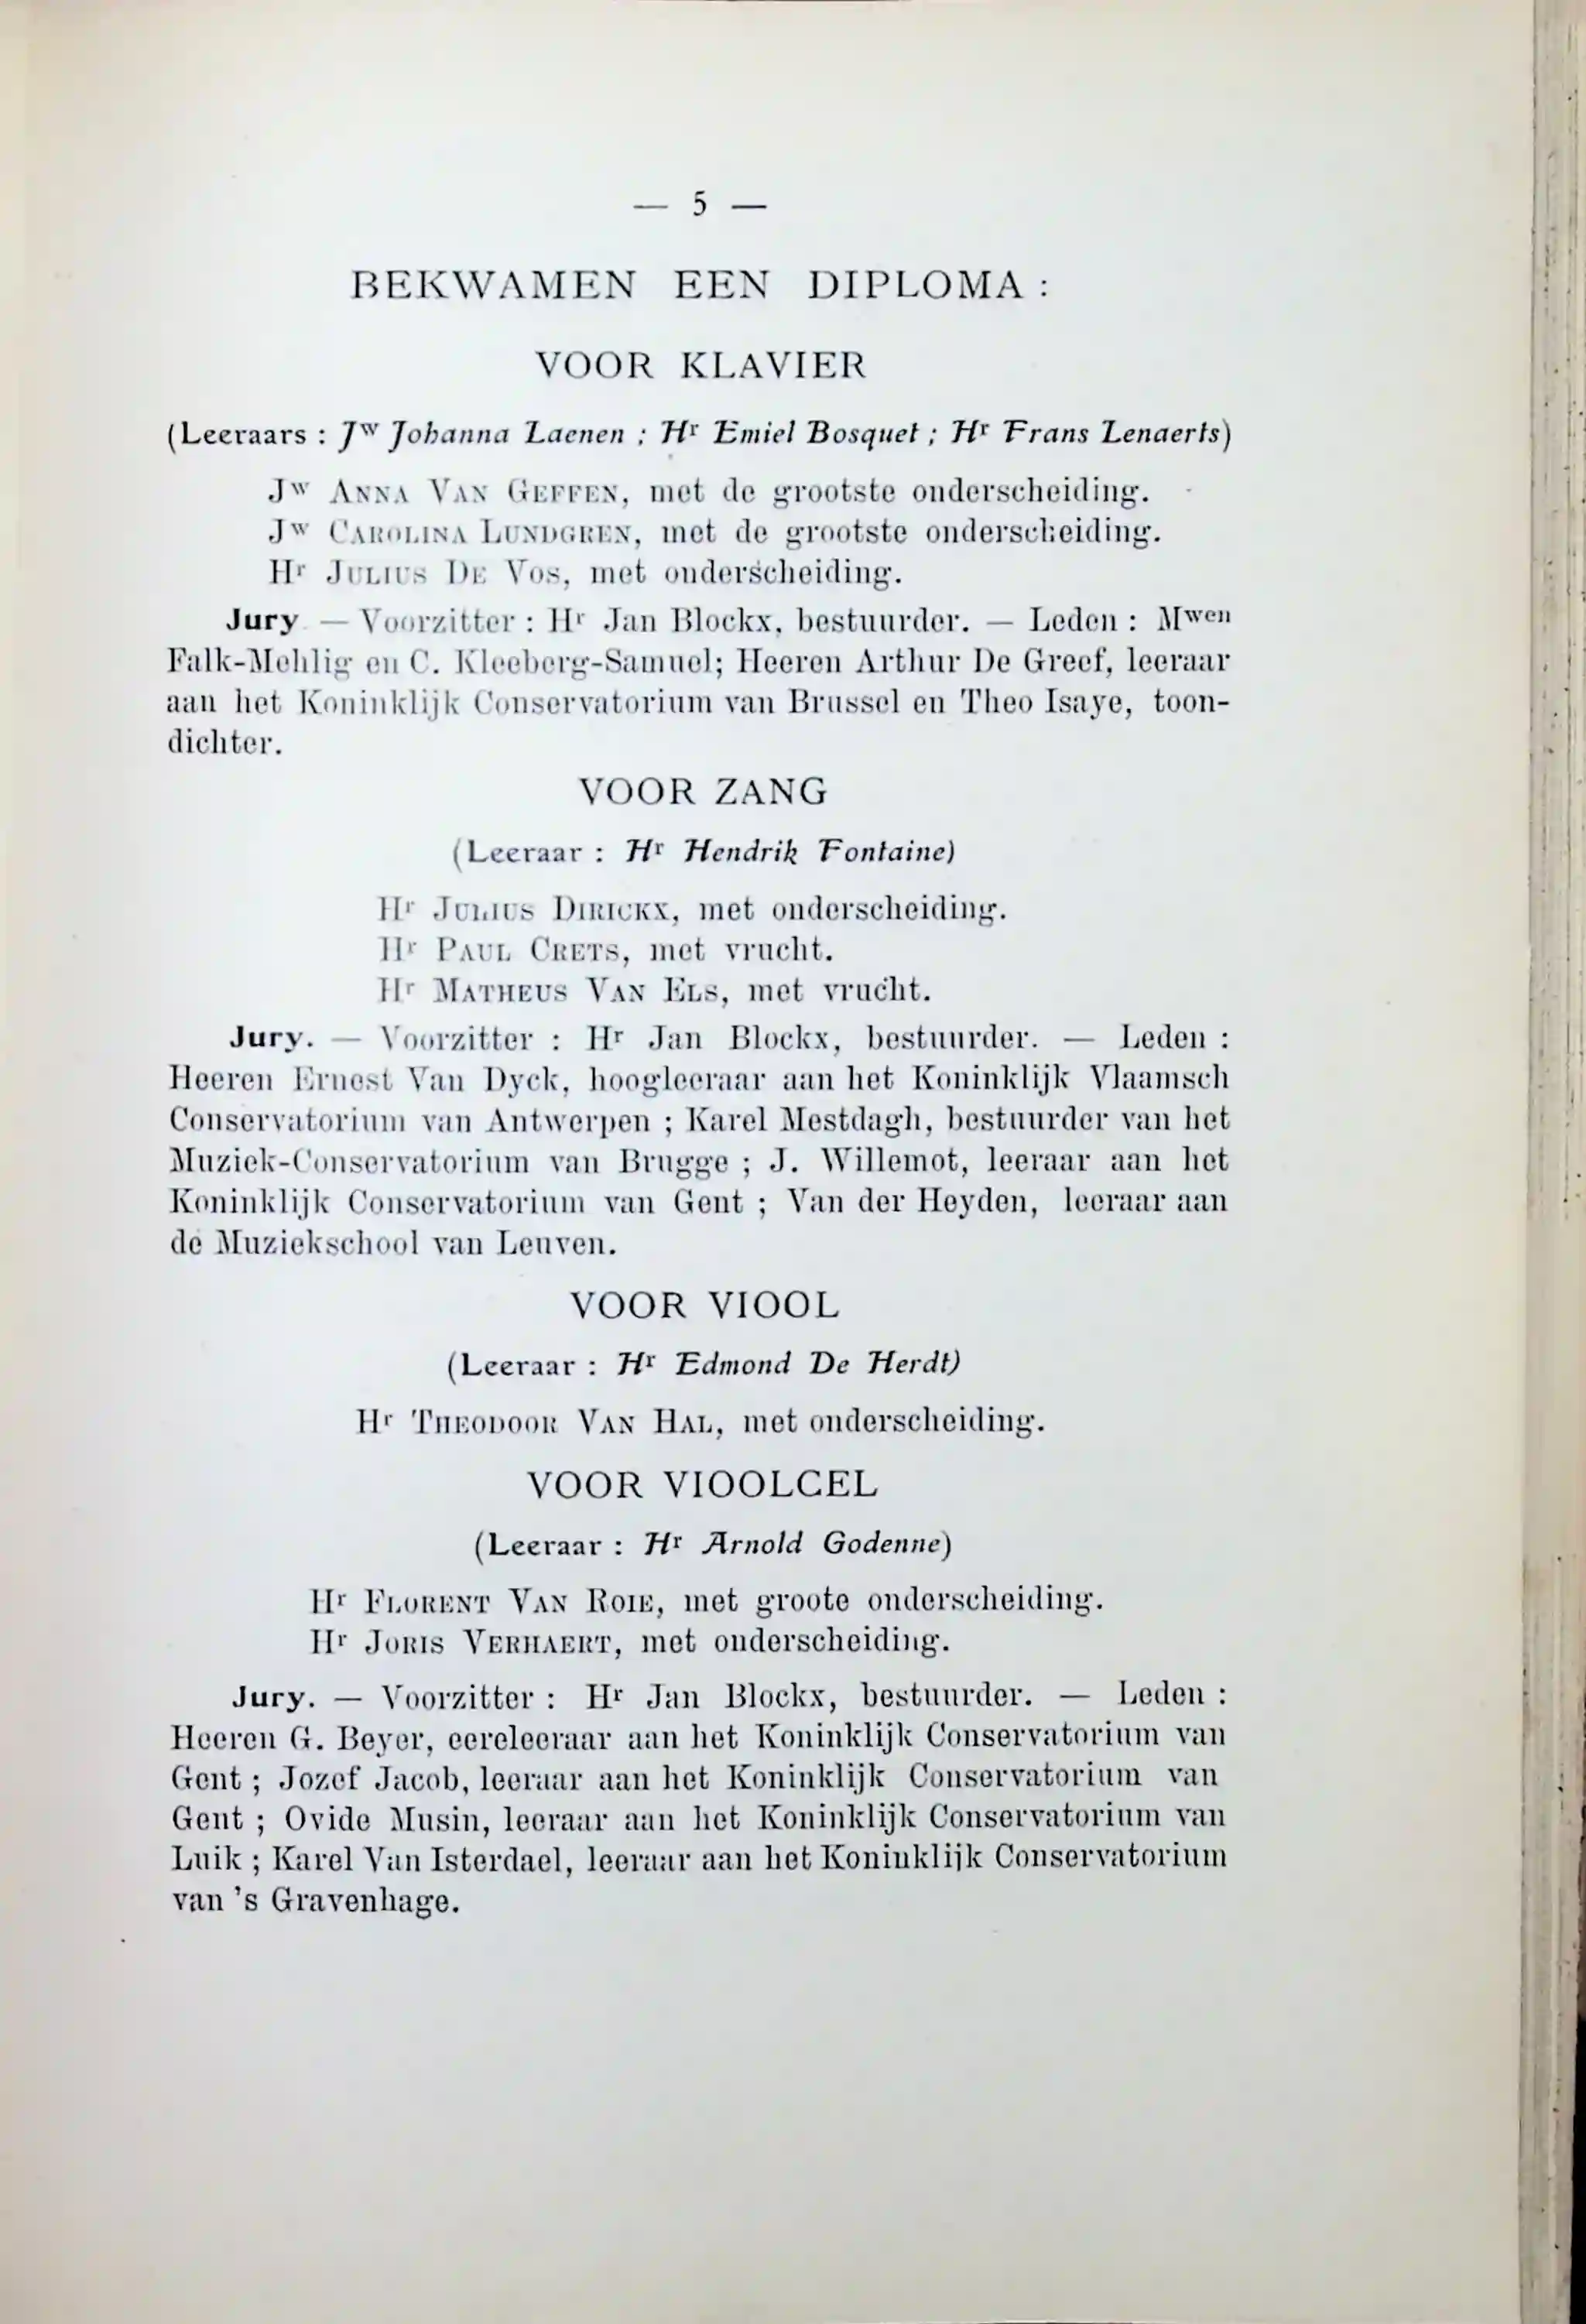 — 5 —
BEKWAMEN EEN DIPLOMA :
VOOR KLAVIER
(Leeraars : Jw Johanna Laenen ; Hr Emiel Bosquet ; Hr Frans Lenaerts)
Jw Anna Van Geffen, met de grootste onderscheiding.
Jw Carolina Lundgren, met de grootste onderscheiding.
Hr Julius De Vos, met onderscheiding.
Jury — Voorzitter : Hr Jan Blockx, bestuurder. — Leden : Mwen
Falk-Mehlig en C. Kleeberg-Samuel; Heeren Arthur De Greef, leeraar
aan het Koninklijk Conservatorium van Brussel en Theo Isaye, toon-
dichter.
VOOR ZANG
(Leeraar : Hr Hendrik Fontaine)
Hr Julius Dirickx, met onderscheiding.
Hr Paul Crets, met vrucht.
Hr Matheus Van Els, met vrucht.
Jury. — Voorzitter : Hr Jan Blockx, bestuurder. — Leden :
Heeren Ernest Van Dyck, hoogleeraar aan het Koninklijk Vlaamsch
Conservatorium van Antwerpen ; Karel Mestdagh, bestuurder van het
Muziek-Conservatorium van Brugge ; J. Willemot, leeraar aan het
Koninklijk Conservatorium van Gent ; Van der Heyden, leeraar aan
de Muziekschool van Leuven.
VOOR VIOOL
(Leeraar : Hr Edmond De Herdt)
Hr Theodoor Van Hal, met onderscheiding.
VOOR VIOOLCEL
(Leeraar : Hr Arnold Godenne)
Hr Florent Van Roie, met groote onderscheiding.
Hr Joris Verhaert, met onderscheiding.
Jury. — Voorzitter : Hr Jan Blockx, bestuurder. — Leden :
Heeren G. Beyer, eereleeraar aan het Koninklijk Conservatorium van
Gent ; Jozef Jacob, leeraar aan het Koninklijk Conservatorium van
Gent ; Ovide Musin, leeraar aan het Koninklijk Conservatorium van
Luik ; Karel Van Isterdael, leeraar aan het Koninklijk Conservatorium
van 's Gravenhage.